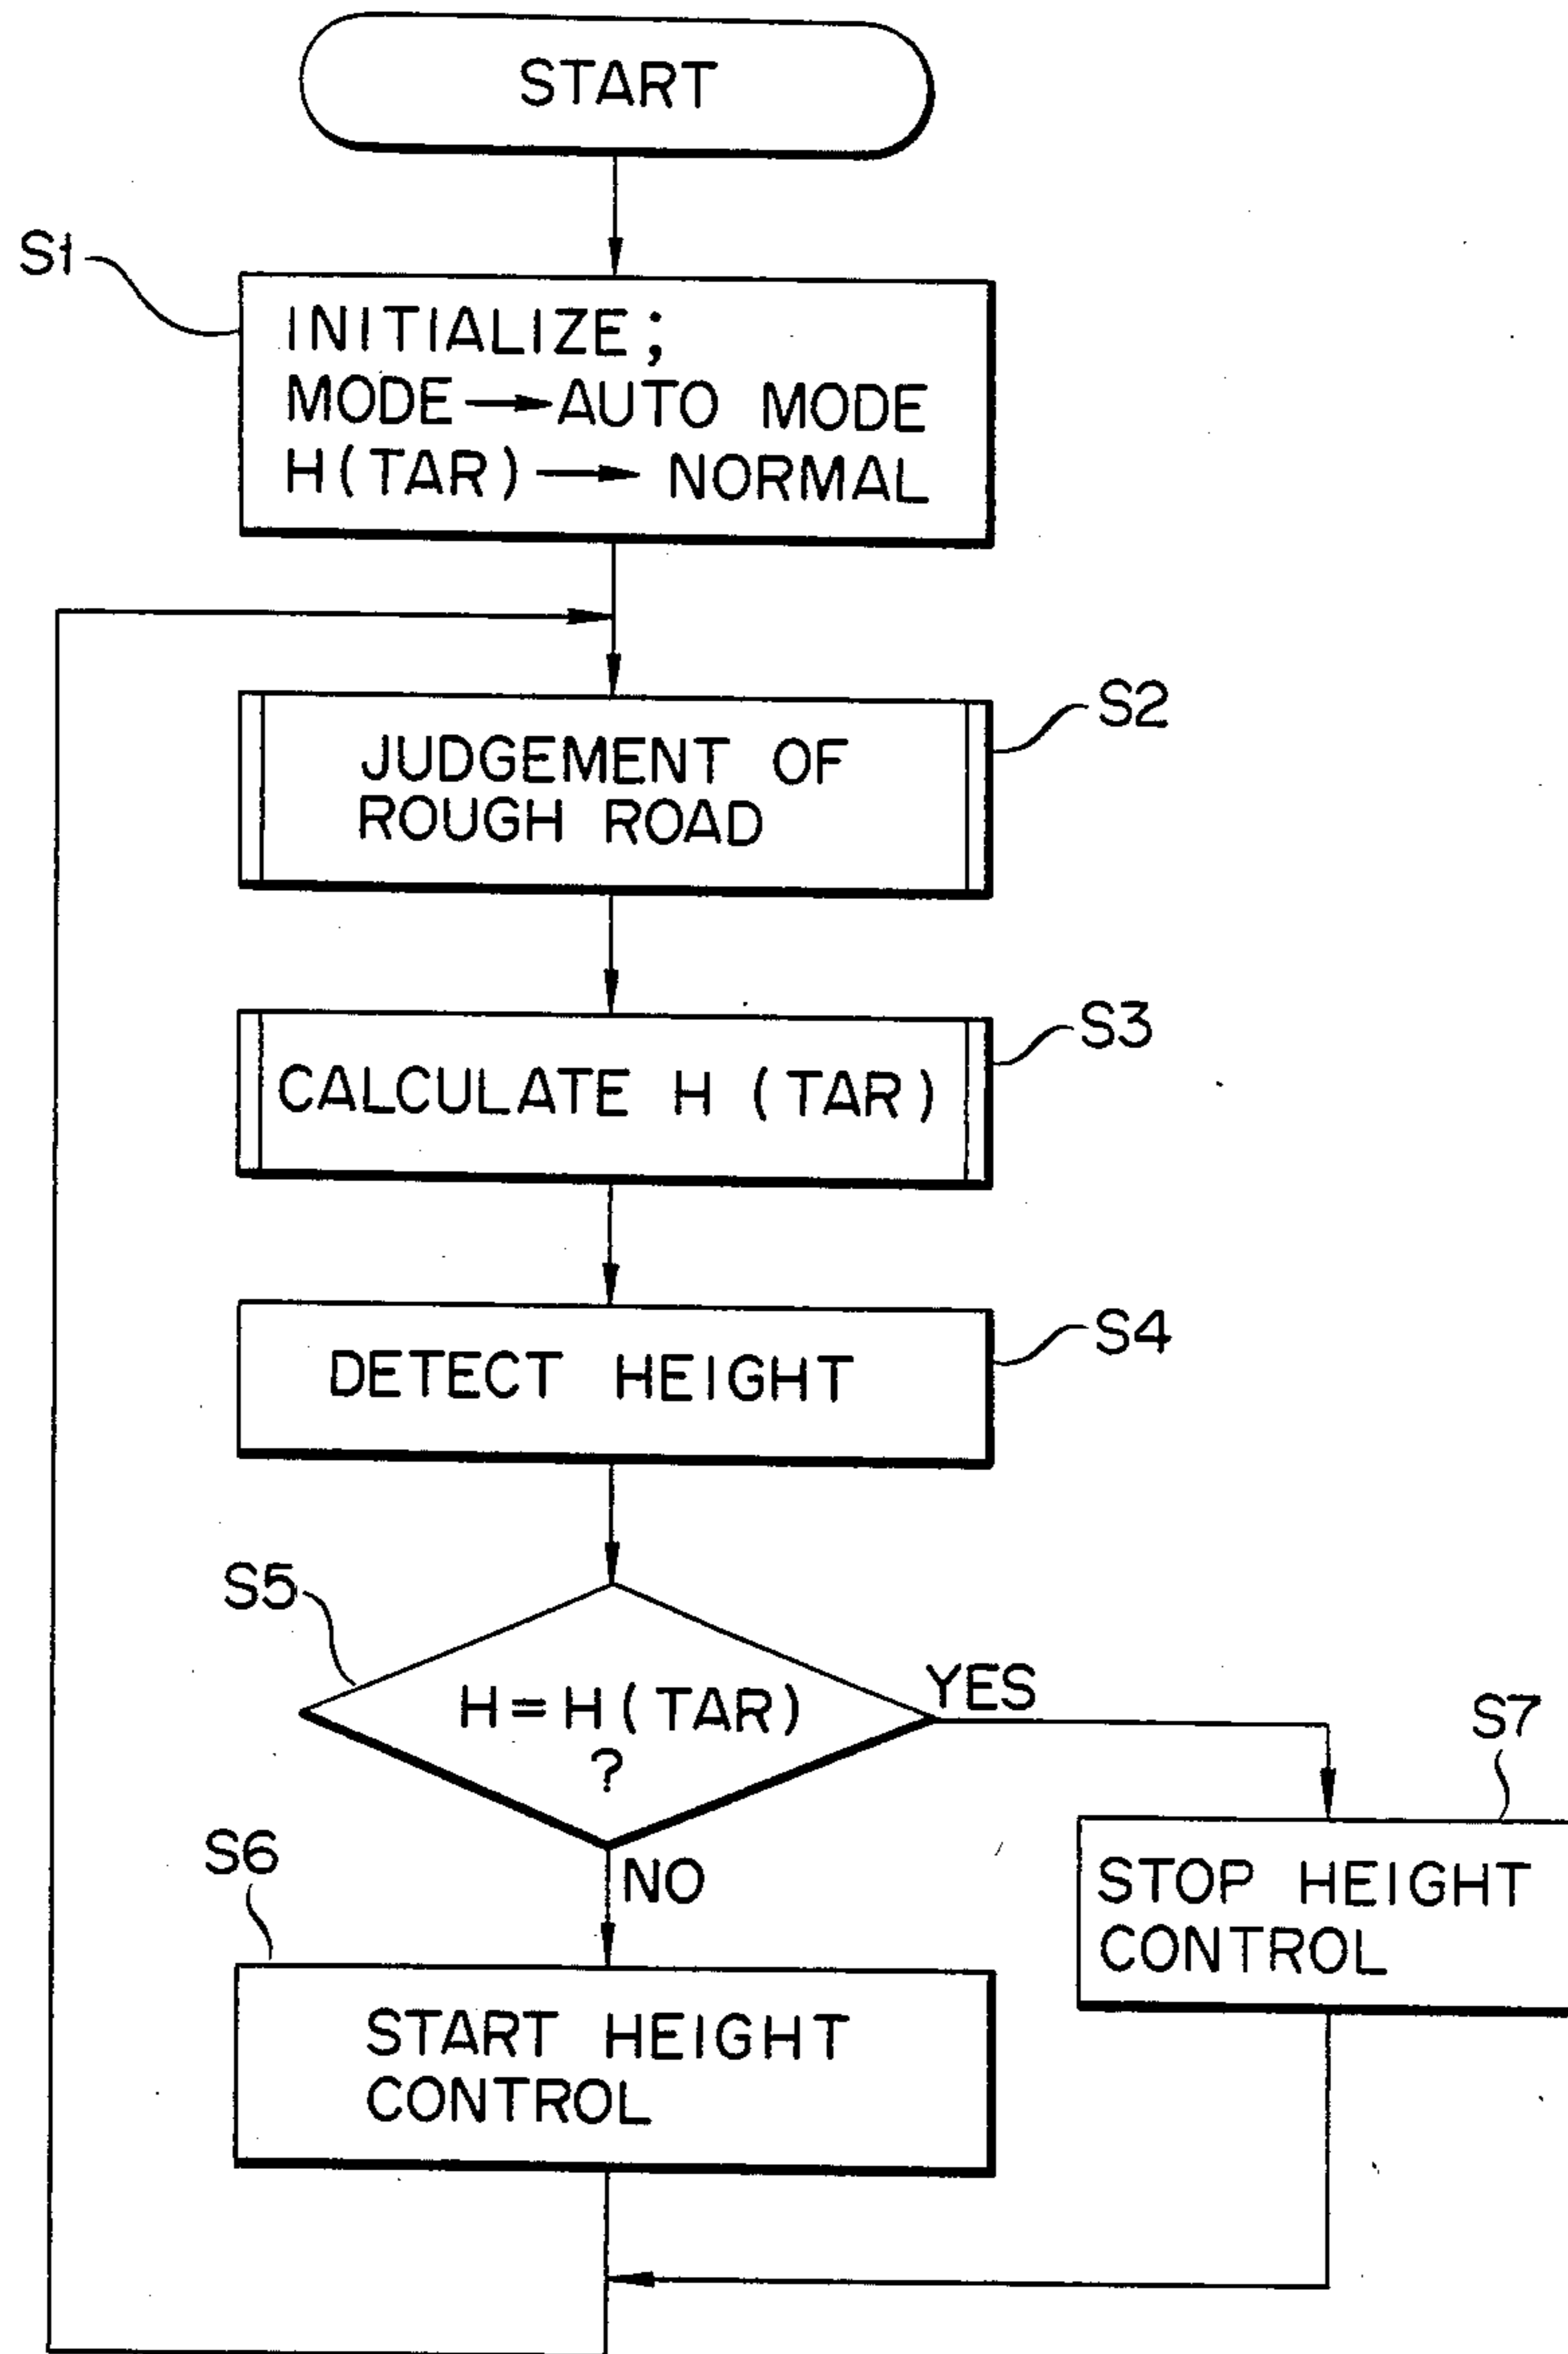 START
S1
INITIALIZE;
MODE→AUTO MODE
H(TAR)→ NORMAL
S2
JUDGEMENT OF
ROUGH ROAD
S3
CALCULATE H (TAR)
S4
DETECT HEIGHT
S5
H=H(TAR)
?
YES
NO
S7
STOP HEIGHT
CONTROL
S6
START HEIGHT
CONTROL